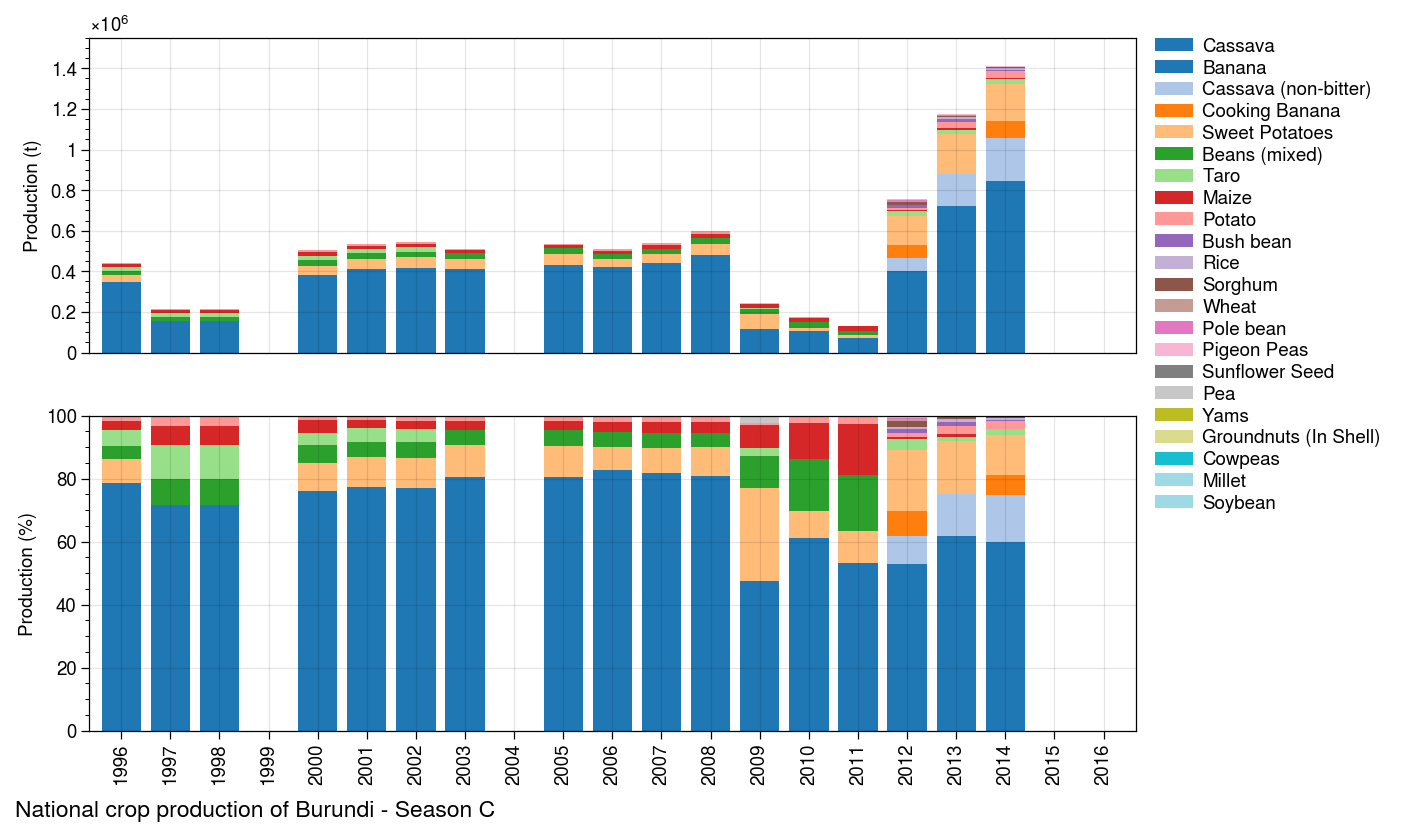 ×10⁶
Production (t)
1.4
1.2
1
0.8
0.6
0.4
0.2
0
Cassava
Banana
Cassava (non-bitter)
Cooking Banana
Sweet Potatoes
Beans (mixed)
Taro
Maize
Potato
Bush bean
Rice
Sorghum
Wheat
Pole bean
Pigeon Peas
Sunflower Seed
Pea
Yams
Groundnuts (In Shell)
Cowpeas
Millet
Soybean
Production (%)
100
80
60
40
20
0
1996
1997
1998
1999
2000
2001
2002
2003
2004
2005
2006
2007
2008
2009
2010
2011
2012
2013
2014
2015
2016
National crop production of Burundi - Season C